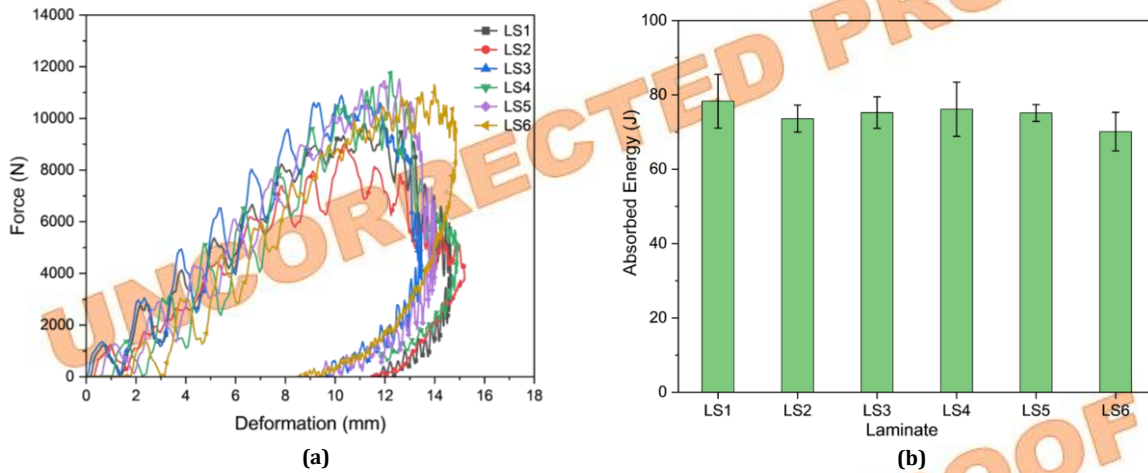 UNCORRECTED PROOF
14000
12000
10000
8000
6000
4000
2000
0
Force (N)
LS1
LS2
LS3
LS4
LS5
LS6
0 2 4 6 8 10 12 14 16 18
Deformation (mm)
(a)
100
80
60
40
20
0
Absorbed Energy (J)
LS1 LS2 LS3 LS4 LS5 LS6
Laminate
(b)
OOF